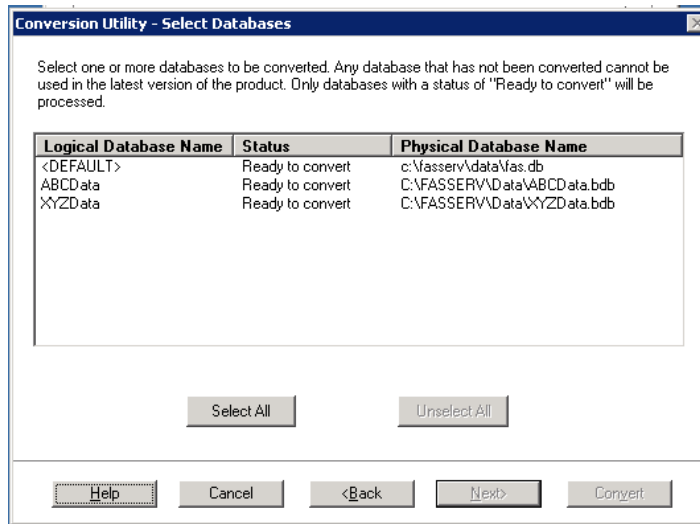 Conversion Utility - Select Databases
Select one or more databases to be converted. Any database that has not been converted cannot be
used in the latest version of the product. Only databases with a status of "Ready to convert" will be
processed.
Logical Database Name Status Physical Database Name
<DEFAULT> Ready to convert c:\fasserv\data\fas.db
ABCData Ready to convert C:\FASSERV\Data\ABCData.bdb
XYZData Ready to convert C:\FASSERV\Data\XYZData.bdb
Select All Unselect All
Help Cancel <Back Next> Convert